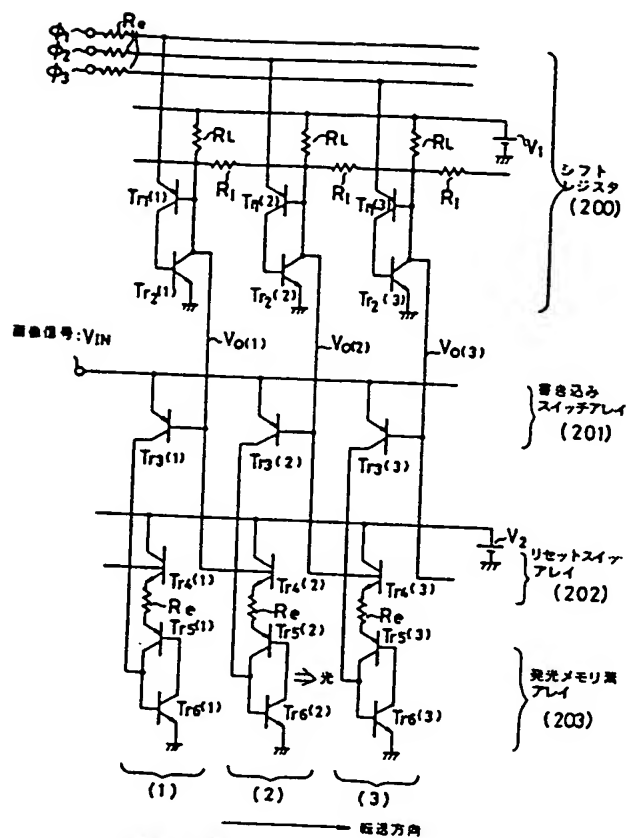 Re
Φ1
Φ2
Φ3
RL RL RL V1
R1 R1 R1
シフト
レジスタ
(200)
Tr1(1) Tr1(2) Tr1(3)
Tr2(1) Tr2(2) Tr2(3)
画像信号:VIN
Vo(1) Vo(2) Vo(3)
書き込み
スイッチアレイ
(201)
Tr3(1) Tr3(2) Tr3(3)
V2
リセットスイッチ
アレイ
(202)
Tr4(1) Tr4(2) Tr4(3)
Re Re Re
Tr5(1) Tr5(2) Tr5(3)
⇒光
発光メモリ素
アレイ
(203)
Tr6(1) Tr6(2) Tr6(3)
(1) (2) (3)
転送方向